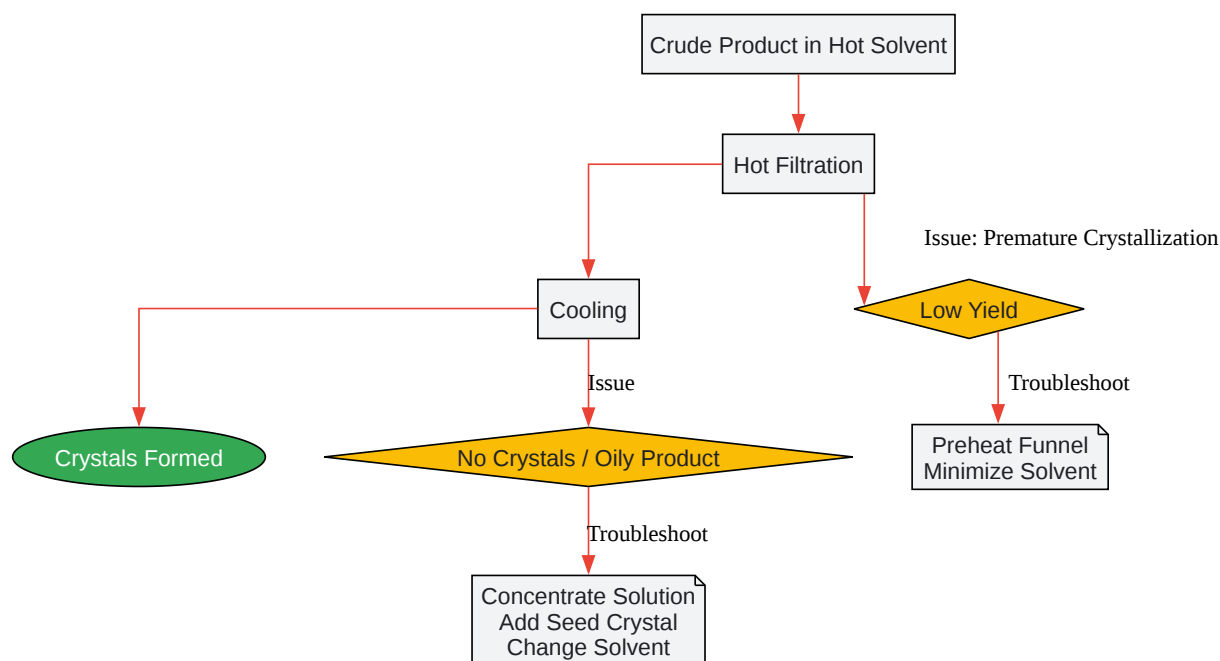 Crude Product in Hot Solvent
Hot Filtration
Issue: Premature Crystallization
Cooling
Low Yield
Issue
Troubleshoot
Crystals Formed
No Crystals / Oily Product
Preheat Funnel
Minimize Solvent
Troubleshoot
Concentrate Solution
Add Seed Crystal
Change Solvent